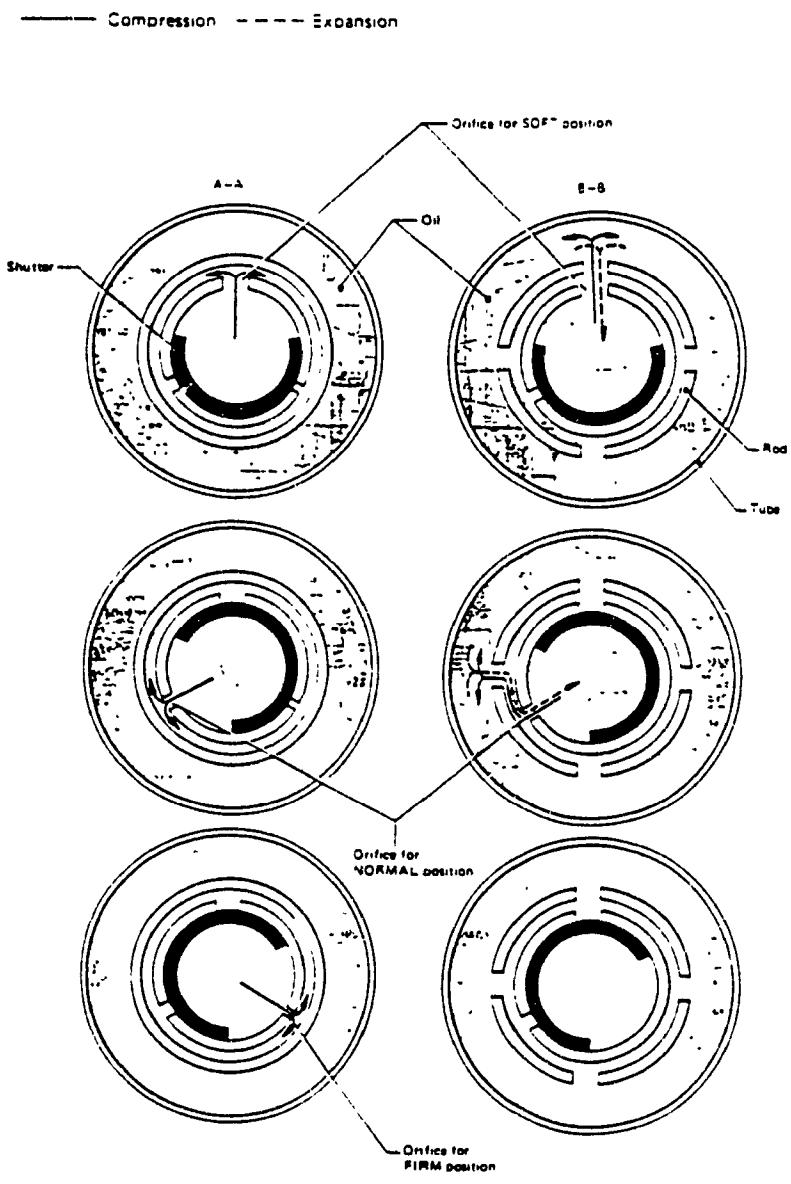 Compression Expansion
Orifice for SOFT position
A-A
B-B
Oil
Shutter
Rod
Tube
Orifice for
NORMAL position
Orifice for
FIRM position